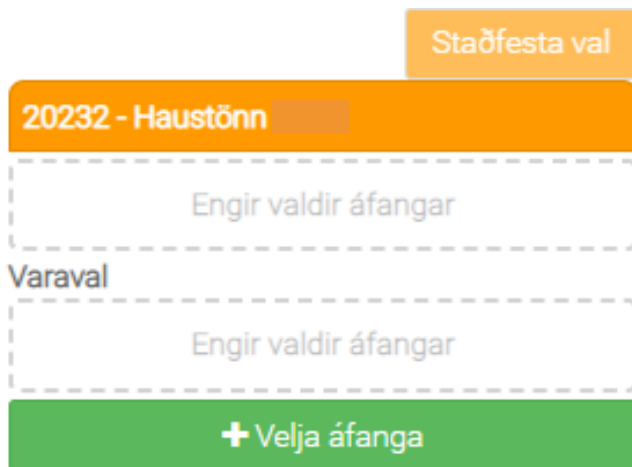 Staðfesta val
20232 - Haustönn
Engir valdir áfangar
Varaval
Engir valdir áfangar
Velja áfanga